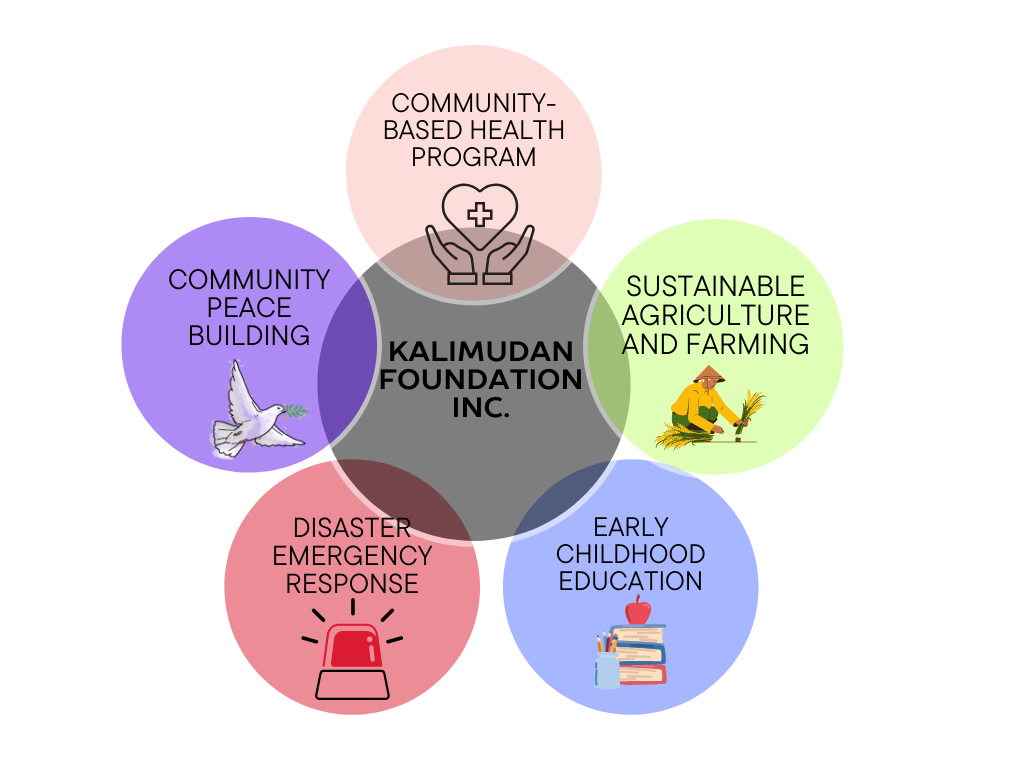 COMMUNITY-
BASED HEALTH
PROGRAM
COMMUNITY
PEACE
BUILDING
SUSTAINABLE
AGRICULTURE
AND FARMING
KALIMUDAN
FOUNDATION
INC.
DISASTER
EMERGENCY
RESPONSE
EARLY
CHILDHOOD
EDUCATION